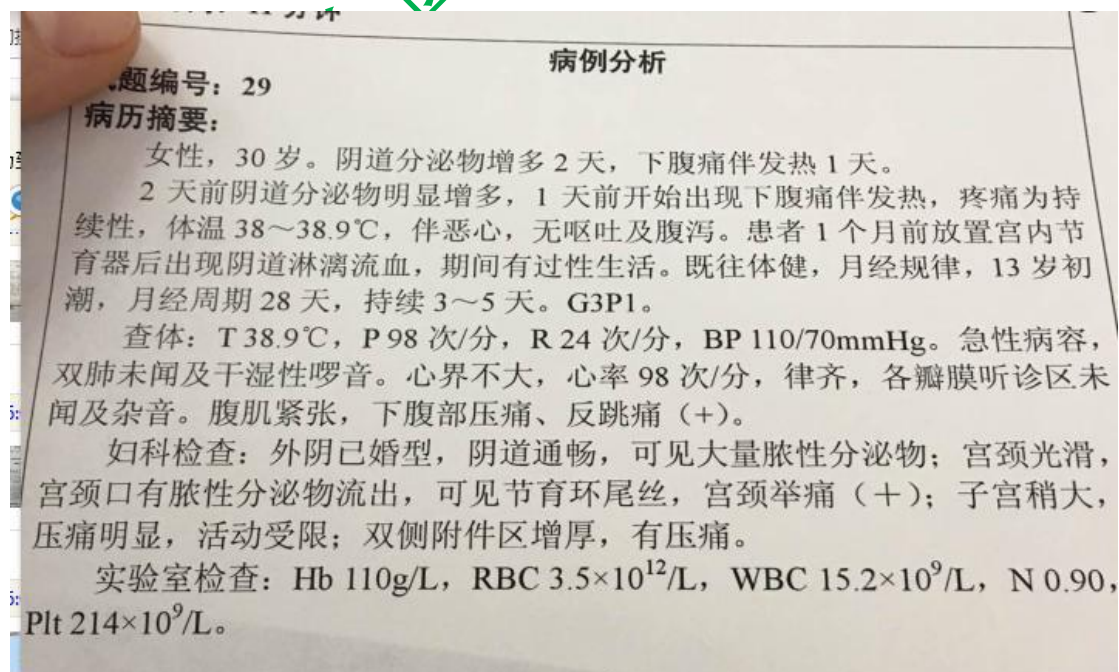 病例分析
题编号：29
病历摘要：
女性，30 岁。阴道分泌物增多 2 天，下腹痛伴发热 1 天。
2 天前阴道分泌物明显增多，1 天前开始出现下腹痛伴发热，疼痛为持
续性，体温 38～38.9℃，伴恶心，无呕吐及腹泻。患者 1 个月前放置宫内节
育器后出现阴道淋漓流血，期间有过性生活。既往体健，月经规律，13 岁初
潮，月经周期 28 天，持续 3～5 天。G3P1。
查体：T 38.9℃，P 98 次/分，R 24 次/分，BP 110/70mmHg。急性病容，
双肺未闻及干湿性啰音。心界不大，心率 98 次/分，律齐，各瓣膜听诊区未
闻及杂音。腹肌紧张，下腹部压痛、反跳痛（+）。
妇科检查：外阴已婚型，阴道通畅，可见大量脓性分泌物；宫颈光滑，
宫颈口有脓性分泌物流出，可见节育环尾丝，宫颈举痛（＋）；子宫稍大，
压痛明显，活动受限；双侧附件区增厚，有压痛。
实验室检查：Hb 110g/L，RBC 3.5×10¹²/L，WBC 15.2×10⁹/L，N 0.90，
Plt 214×10⁹/L。